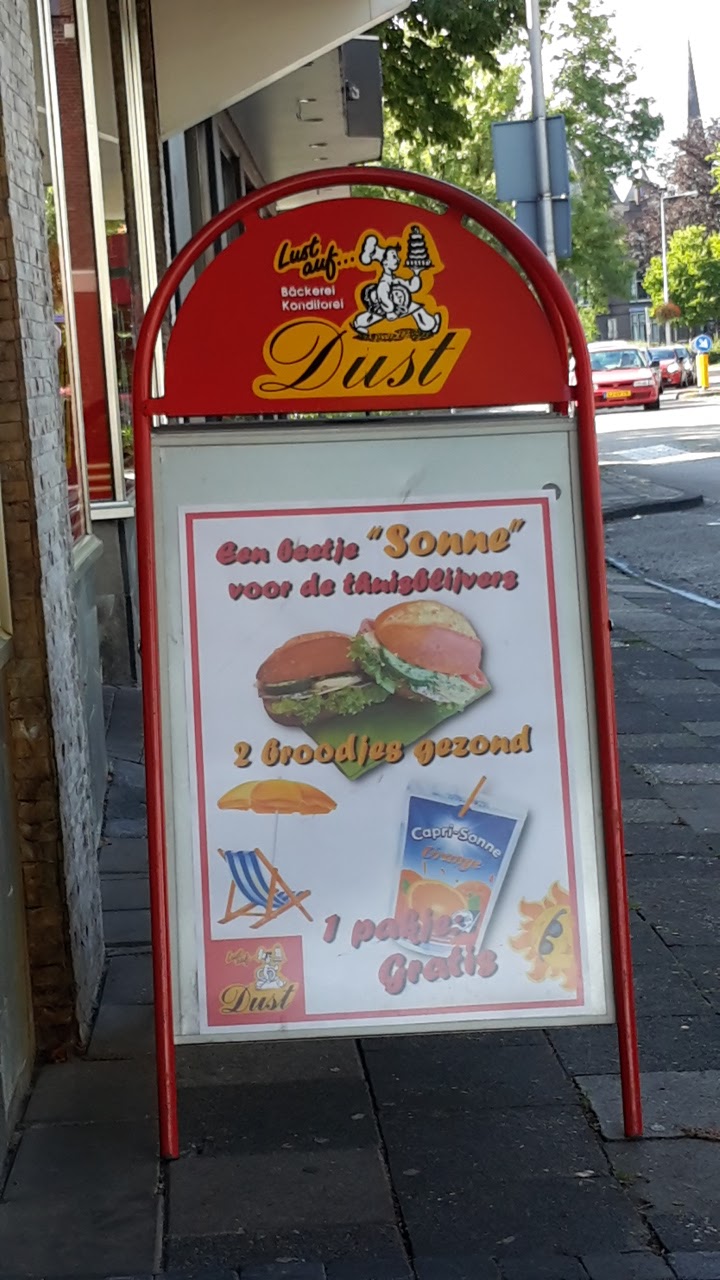 Lust
auf...
Bäckerei
Konditorei
Dust
Een beetje "Sonne"
voor de thuisblijvers
2 broodjes gezond
Capri-Sonne
Orange
1 pakje
Gratis
Dust